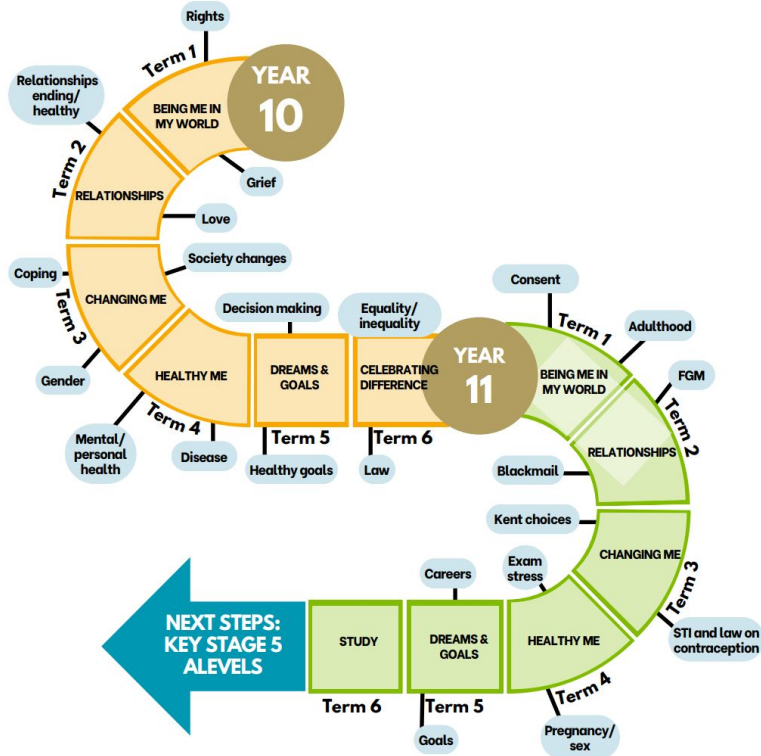 YEAR
10
Rights
Term 1
BEING ME IN
MY WORLD
Grief
Relationships
ending/
healthy
Term 2
RELATIONSHIPS
Love
Coping
Society changes
Term 3
CHANGING ME
Gender
HEALTHY ME
Term 4
Mental/
personal
health
Disease
Decision making
DREAMS &
GOALS
Term 5
Healthy goals
Equality/
inequality
CELEBRATING
DIFFERENCE
Term 6
Law
YEAR
11
Consent
Term 1
Adulthood
BEING ME IN
MY WORLD
FGM
Term 2
RELATIONSHIPS
Blackmail
Kent choices
CHANGING ME
Term 3
STI and law on
contraception
Exam
stress
HEALTHY ME
Term 4
Pregnancy/
sex
Careers
DREAMS &
GOALS
Term 5
Goals
STUDY
Term 6
NEXT STEPS:
KEY STAGE 5
ALEVELS